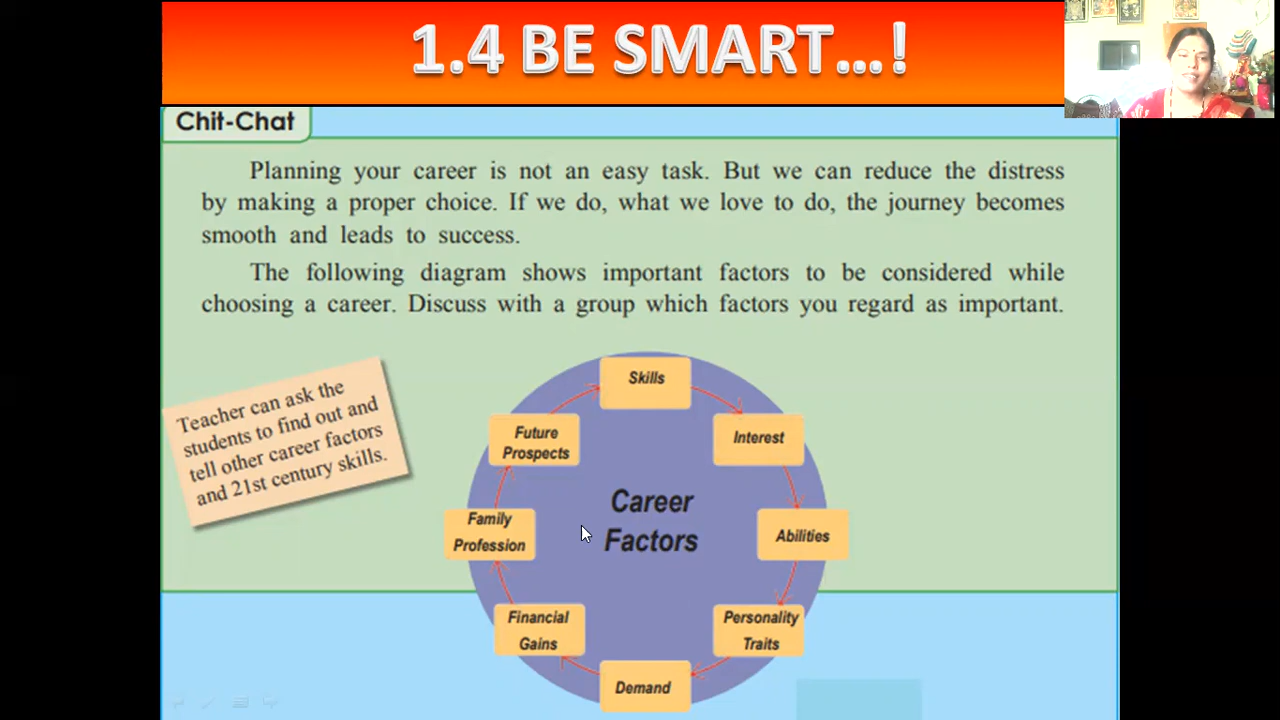 1.4 BE SMART...!
Chit-Chat
Planning your career is not an easy task. But we can reduce the distress
by making a proper choice. If we do, what we love to do, the journey becomes
smooth and leads to success.
The following diagram shows important factors to be considered while
choosing a career. Discuss with a group which factors you regard as important.
Teacher can ask the
students to find out and
tell other career factors
and 21st century skills.
Skills
Interest
Abilities
Personality
Traits
Demand
Financial
Gains
Family
Profession
Future
Prospects
Career
Factors